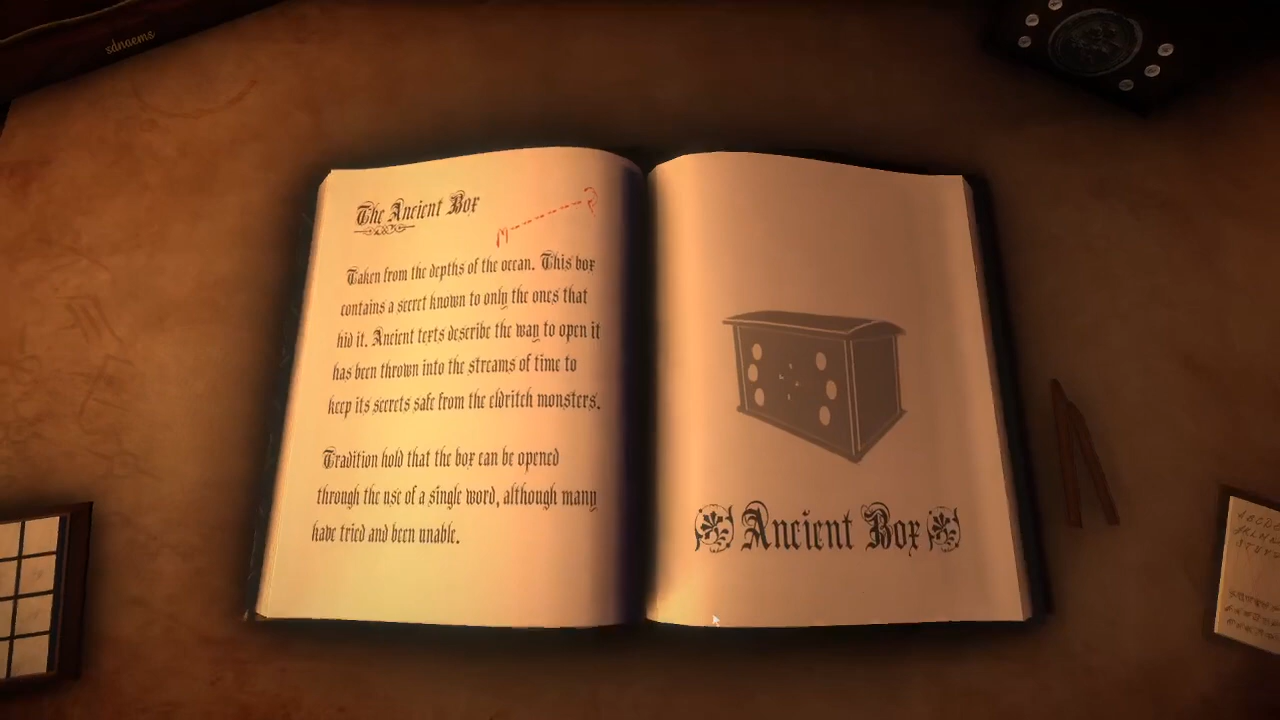 sdnaems
The Ancient Box
Taken from the depths of the ocean. This box
contains a secret known to only the ones that
hid it. Ancient texts describe the way to open it
has been thrown into the streams of time to
keep its secrets safe from the eldritch monsters.
Tradition hold that the box can be opened
through the use of a single word, although many
have tried and been unable.
Ancient Box